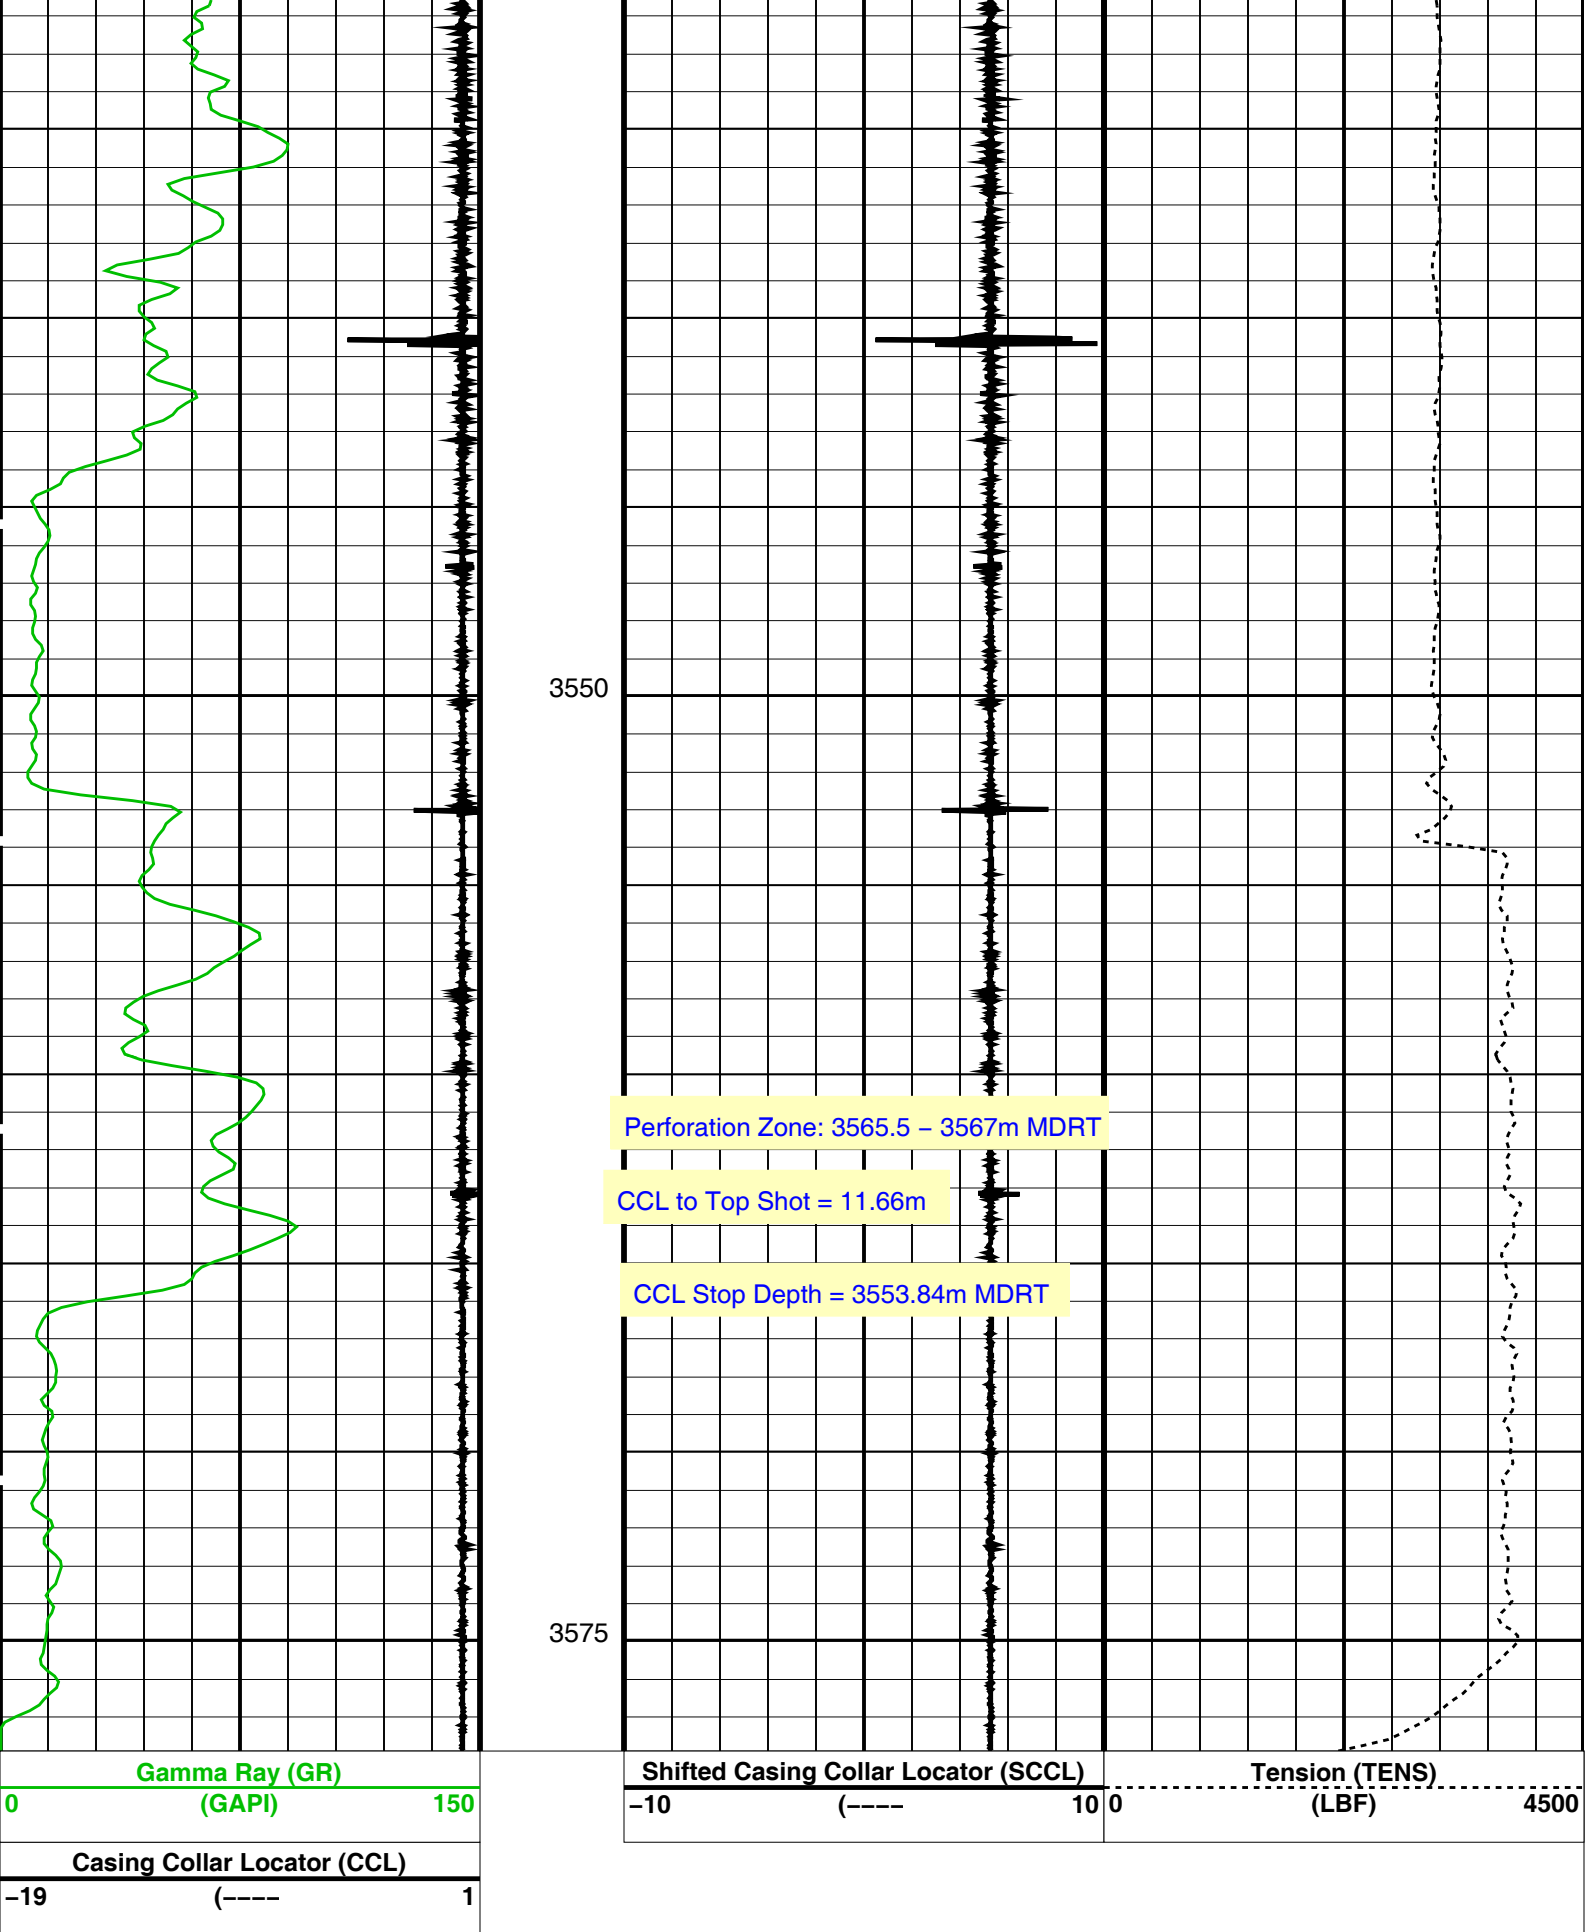 3550
Perforation Zone: 3565.5 – 3567m MDRT
CCL to Top Shot = 11.66m
CCL Stop Depth = 3553.84m MDRT
3575
Gamma Ray (GR)
0 (GAPI) 150
Casing Collar Locator (CCL)
−19 (−−−− 1
Shifted Casing Collar Locator (SCCL)
−10 (−−−− 10
Tension (TENS)
0 (LBF) 4500